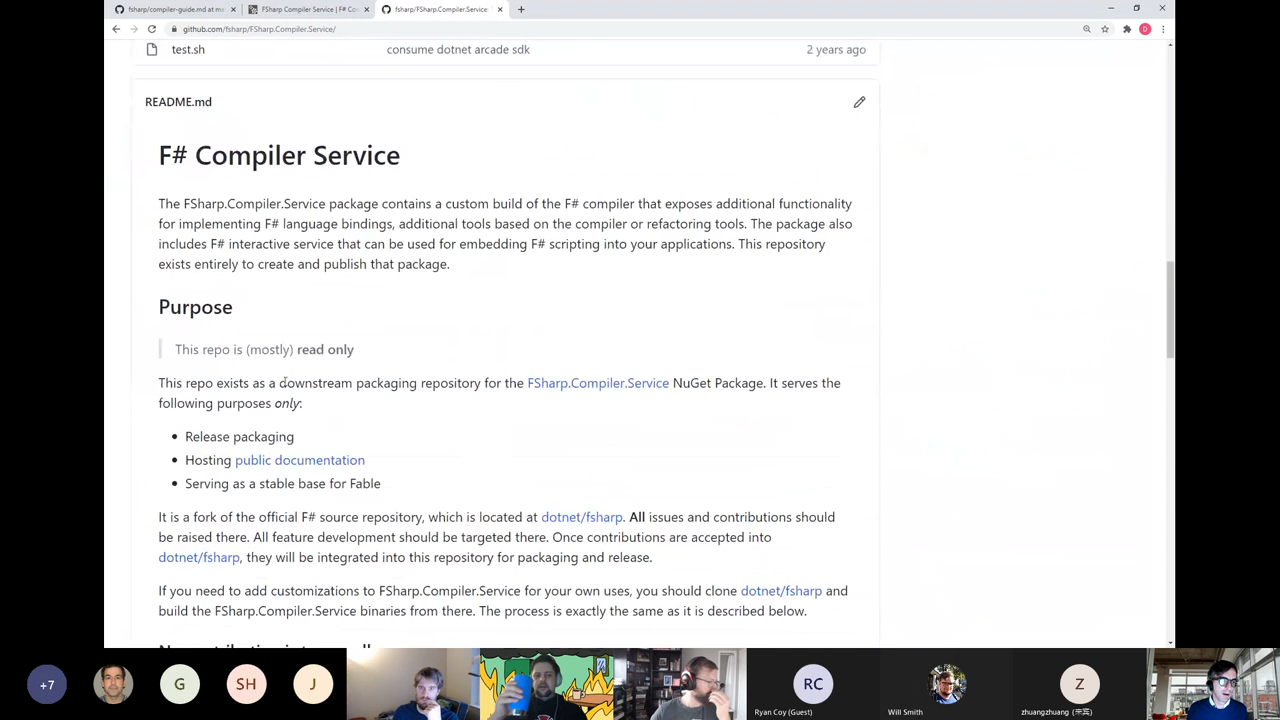 fsharp/compiler-guide.md at ma
FSharp Compiler Service | F# Co
fsharp/FSharp.Compiler.Service:
github.com/fsharp/FSharp.Compiler.Service/
D
test.sh consume dotnet arcade sdk 2 years ago
README.md
F# Compiler Service
The FSharp.Compiler.Service package contains a custom build of the F# compiler that exposes additional functionality
for implementing F# language bindings, additional tools based on the compiler or refactoring tools. The package also
includes F# interactive service that can be used for embedding F# scripting into your applications. This repository
exists entirely to create and publish that package.
Purpose
This repo is (mostly) read only
This repo exists as a downstream packaging repository for the FSharp.Compiler.Service NuGet Package. It serves the
following purposes only:
Release packaging
Hosting public documentation
Serving as a stable base for Fable
It is a fork of the official F# source repository, which is located at dotnet/fsharp. All issues and contributions should
be raised there. All feature development should be targeted there. Once contributions are accepted into
dotnet/fsharp, they will be integrated into this repository for packaging and release.
If you need to add customizations to FSharp.Compiler.Service for your own uses, you should clone dotnet/fsharp and
build the FSharp.Compiler.Service binaries from there. The process is exactly the same as it is described below.
+7
G
SH
J
RC
Z
Ryan Coy (Guest)
Will Smith